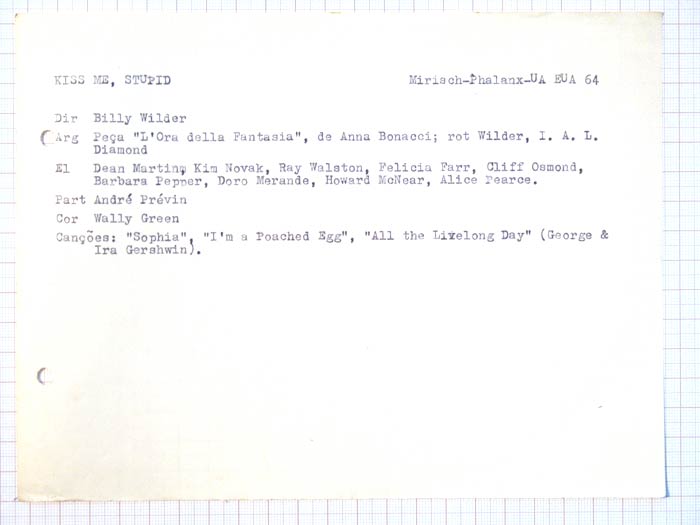 KISS ME, STUPID Mirisch-Phalanx-UA EUA 64
Dir Billy Wilder
Arg Peça "L'Ora della Fantasia", de Anna Bonacci; rot Wilder, I. A. L.
Diamond
El Dean Martin, Kim Novak, Ray Walston, Felicia Farr, Cliff Osmond,
Barbara Pepper, Doro Merande, Howard McNear, Alice Pearce.
Part André Prévin
Cor Wally Green
Canções: "Sophia", "I'm a Poached Egg", "All the Livelong Day" (George &
Ira Gershwin).